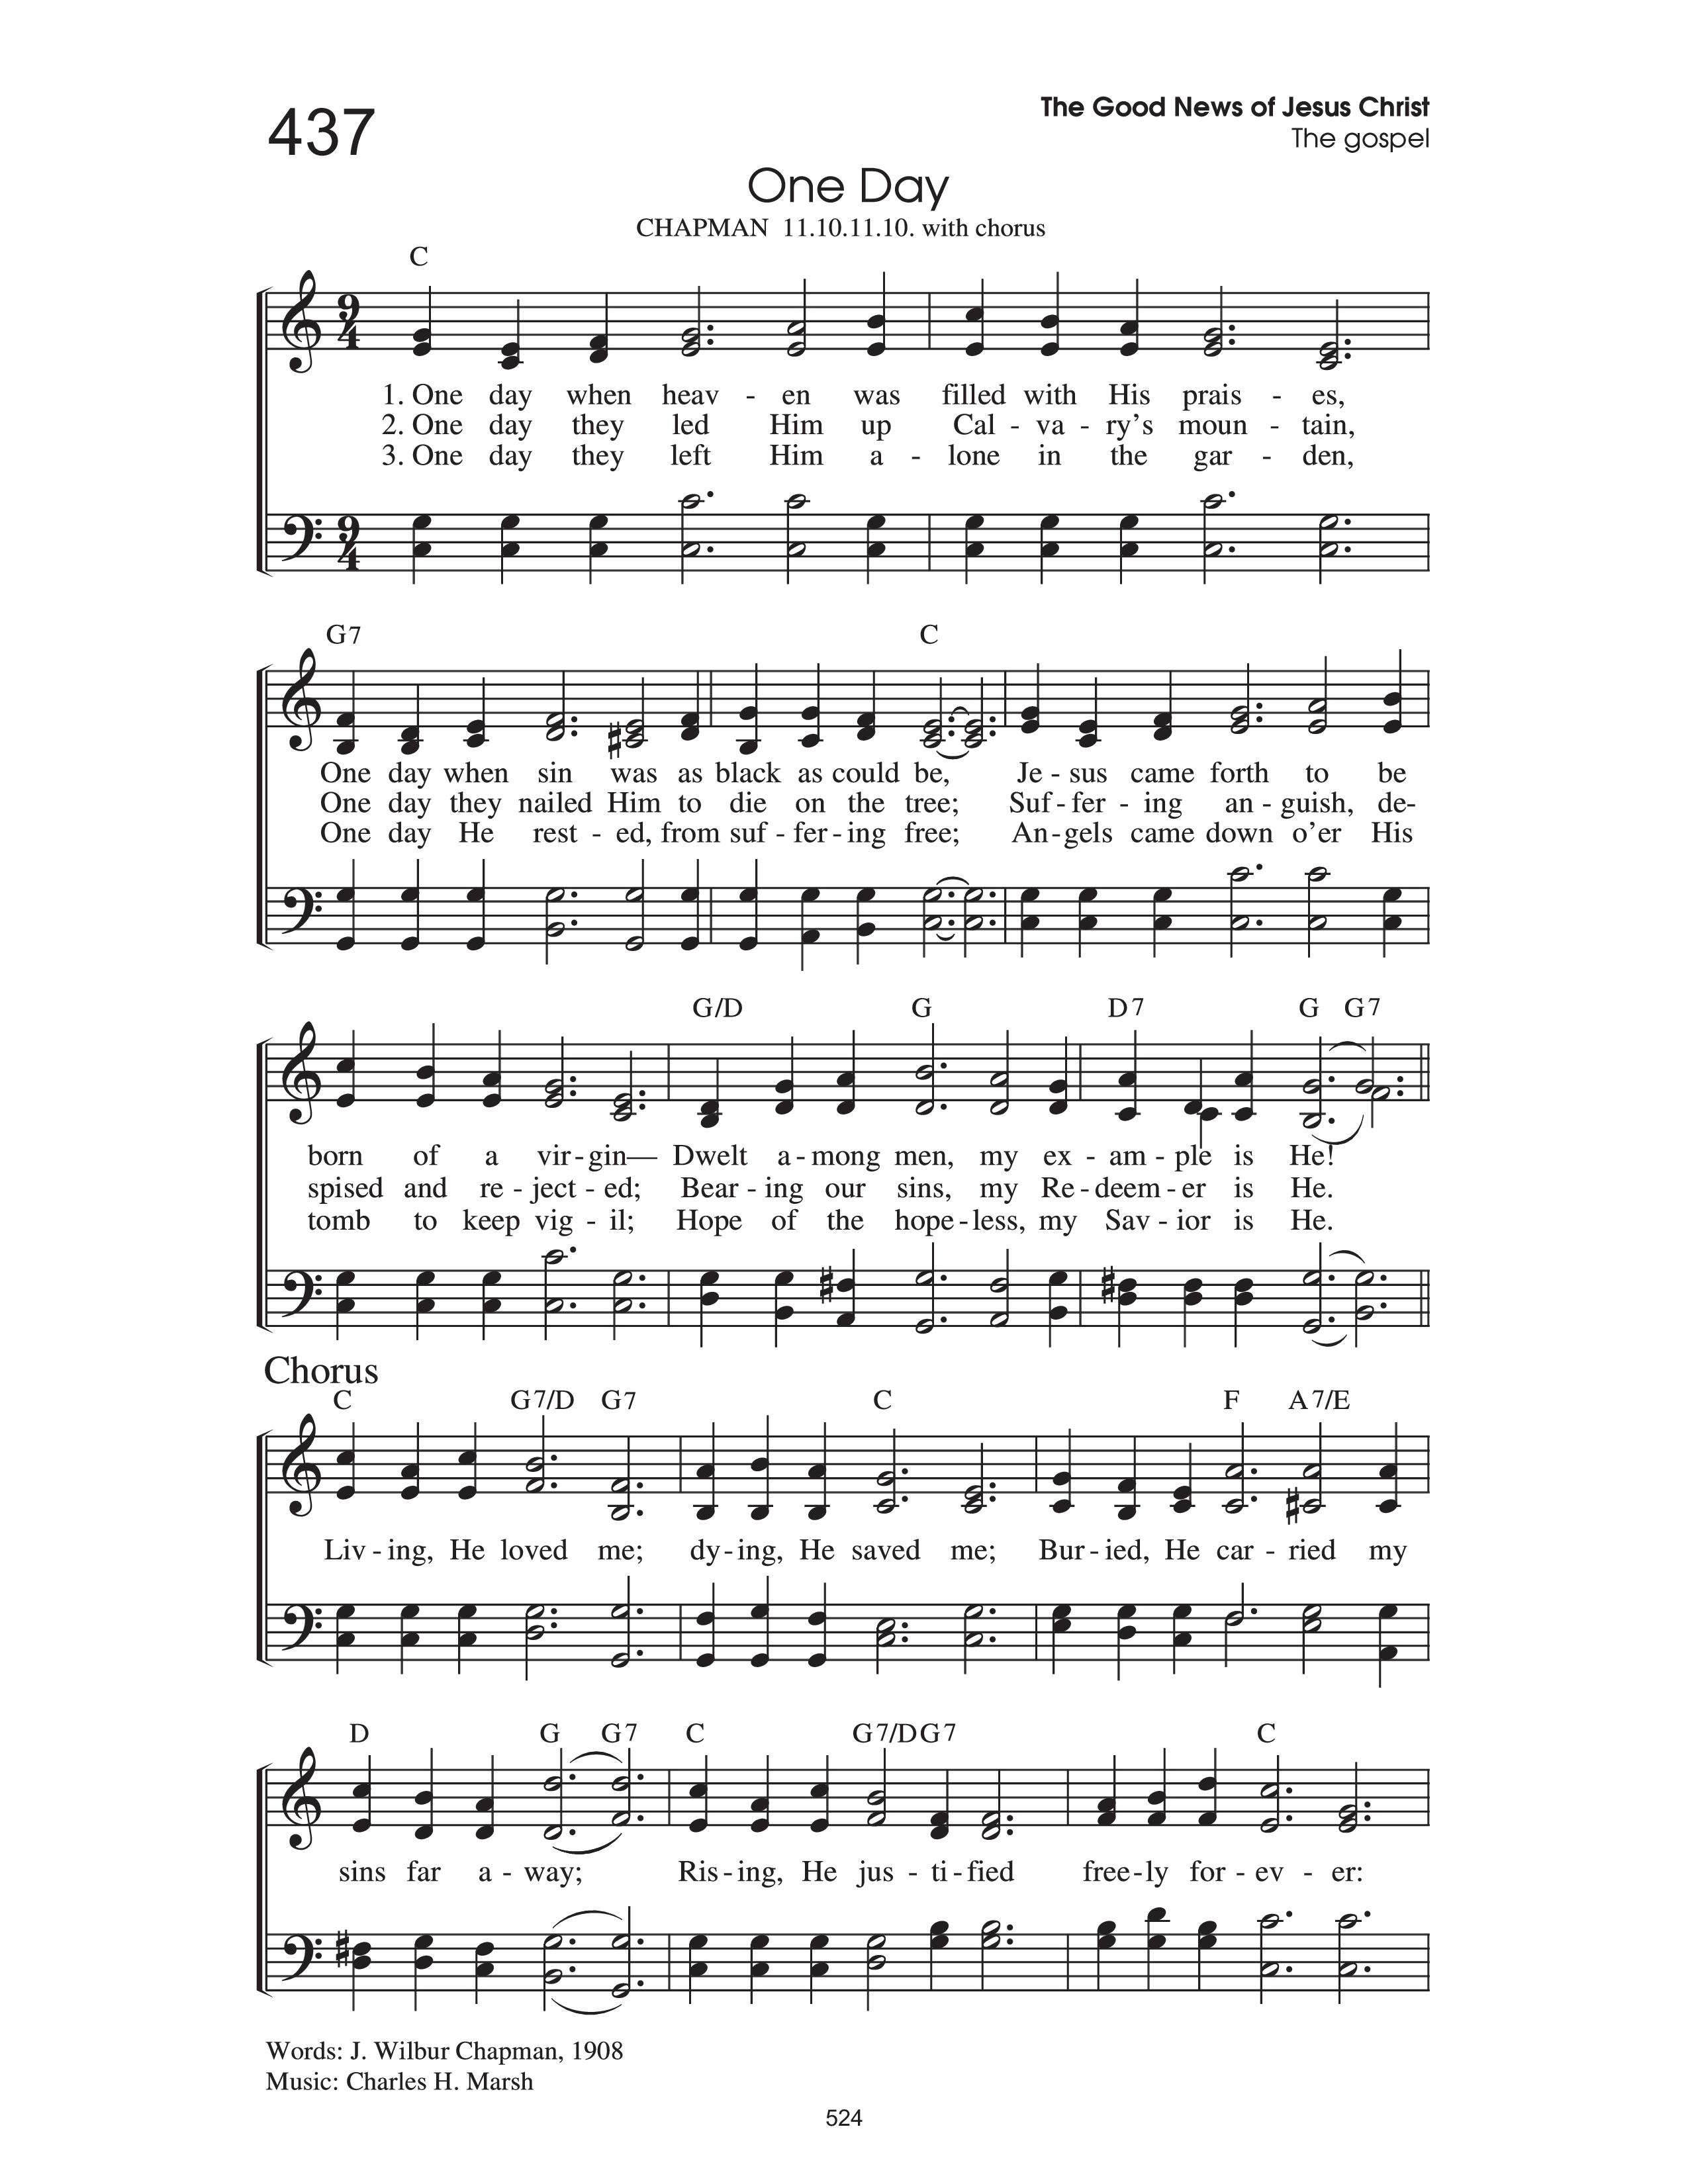 437
The Good News of Jesus Christ
The gospel
One Day
CHAPMAN 11.10.11.10. with chorus
C
1. One day when heav - en was filled with His prais - es,
2. One day they led Him up Cal - va - ry's moun - tain,
3. One day they left Him a - lone in the gar - den,
G7 C
One day when sin was as black as could be, Je - sus came forth to be
One day they nailed Him to die on the tree; Suf - fer - ing an - guish, de-
One day He rest - ed, from suf - fer - ing free; An - gels came down o'er His
G/D G D7 G G7
born of a vir - gin— Dwelt a - mong men, my ex - am - ple is He!
spised and re - ject - ed; Bear - ing our sins, my Re - deem - er is He.
tomb to keep vig - il; Hope of the hope - less, my Sav - ior is He.
Chorus
C G7/D G7 C F A7/E
Liv - ing, He loved me; dy - ing, He saved me; Bur - ied, He car - ried my
D G G7 C G7/D G7 C
sins far a - way; Ris - ing, He jus - ti - fied free - ly for - ev - er:
Words: J. Wilbur Chapman, 1908
Music: Charles H. Marsh
524